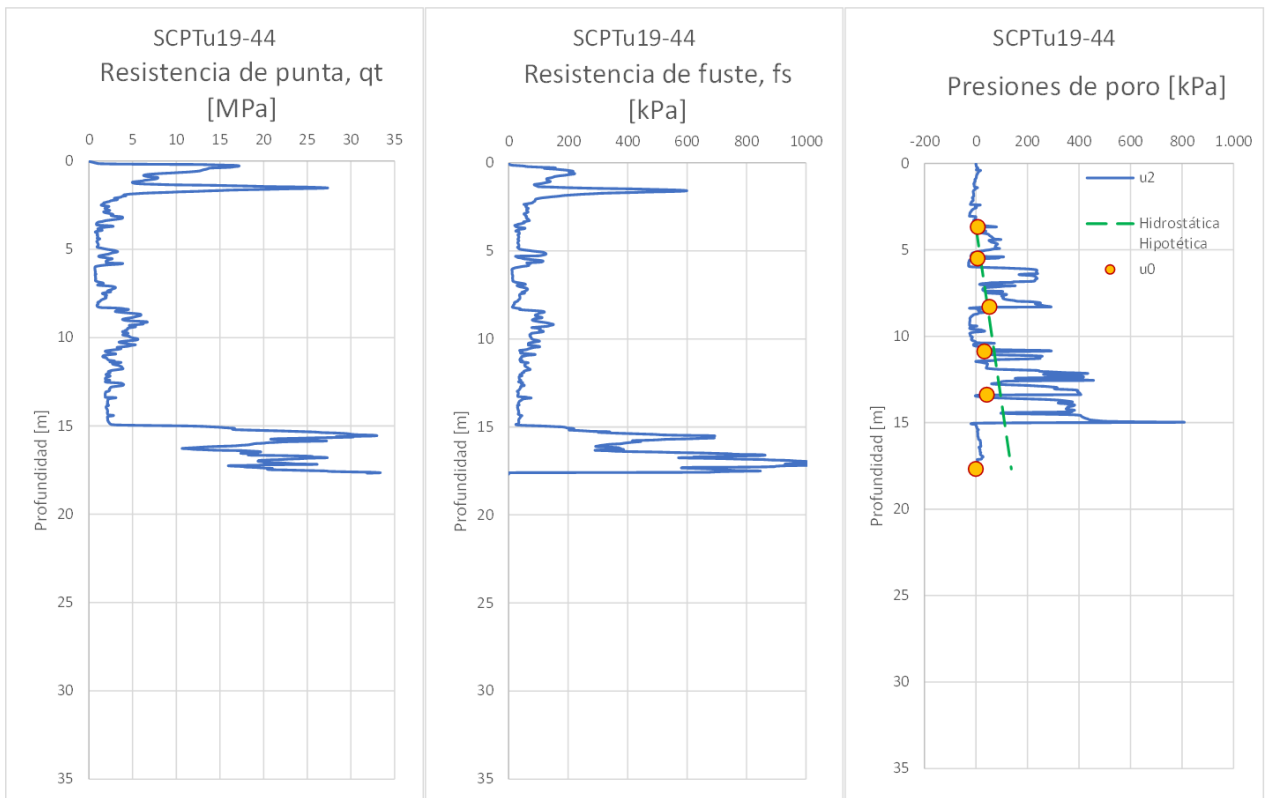 SCPTu19-44
Resistencia de punta, qt
[MPa]
0 5 10 15 20 25 30 35
0
5
10
15
20
25
30
35
Profundidad [m]
SCPTu19-44
Resistencia de fuste, fs
[kPa]
0 200 400 600 800 1000
0
5
10
15
20
25
30
35
Profundidad [m]
SCPTu19-44
Presiones de poro [kPa]
-200 0 200 400 600 800 1.000
0
5
10
15
20
25
30
35
Profundidad [m]
u2
Hidrostática
Hipotética
u0